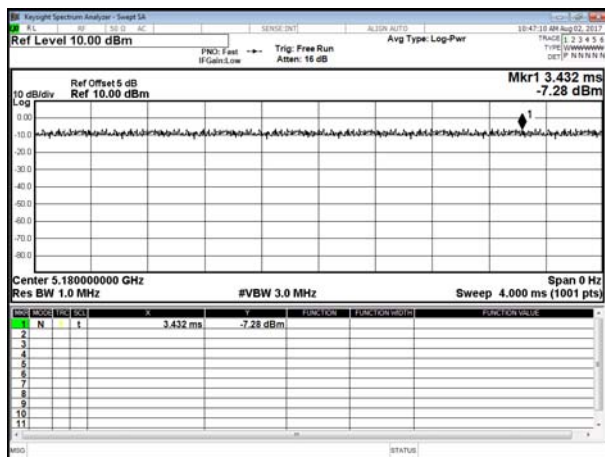 Keysight Spectrum Analyzer - Swept SA
RL RF 50 Ω AC SENSE:INT ALIGN AUTO 10:47:10 AM Aug 02, 2017
Ref Level 10.00 dBm
PNO: Fast Trig: Free Run Avg Type: Log-Pwr TRACE 1 2 3 4 5 6
IFGain:Low Atten: 16 dB TYPE WWWWWW
DET P N N N N N
Ref Offset 5 dB Mkr1 3.432 ms
10 dB/div Ref 10.00 dBm -7.28 dBm
Log
1
0.00
-10.0
-20.0
-30.0
-40.0
-50.0
-60.0
-70.0
-80.0
Center 5.180000000 GHz Span 0 Hz
Res BW 1.0 MHz #VBW 3.0 MHz Sweep 4.000 ms (1001 pts)
MKR MODE TRC SCL X Y FUNCTION FUNCTION WIDTH FUNCTION VALUE
1 N t 3.432 ms -7.28 dBm
2
3
4
5
6
7
8
9
10
11
MSG STATUS